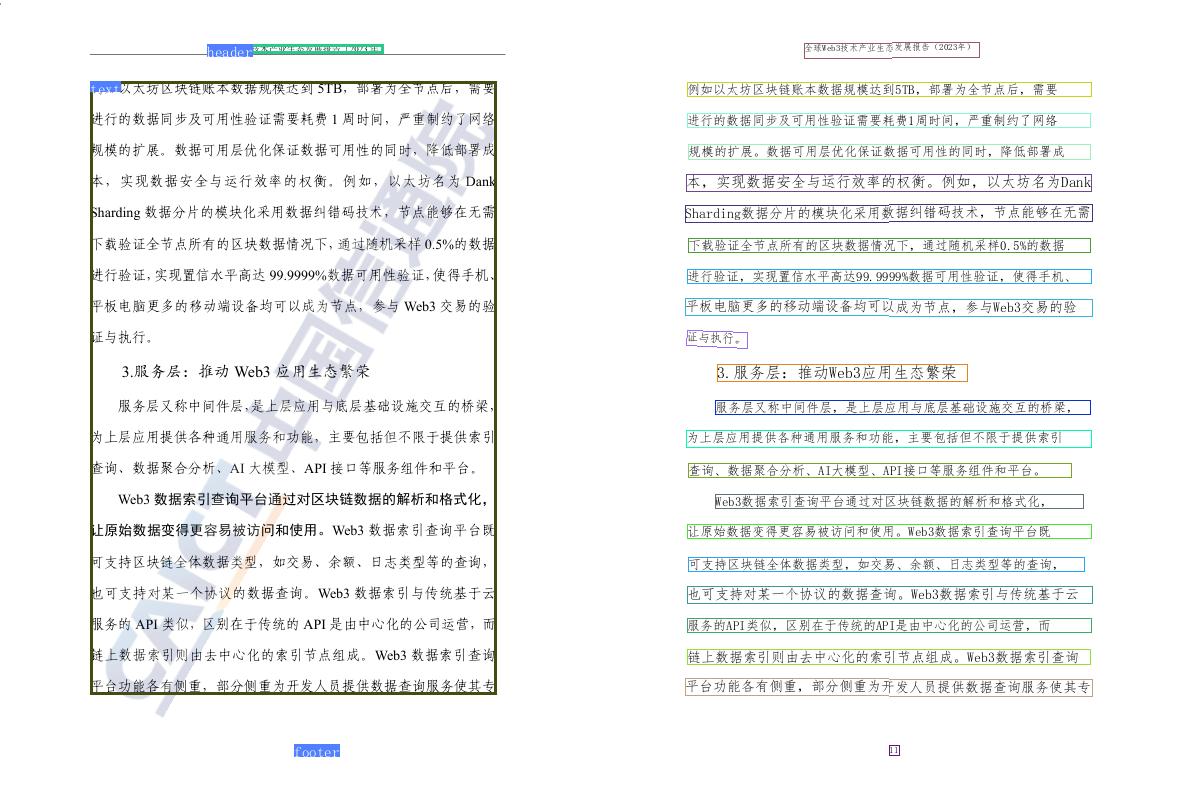 header
text以太坊区块链账本数据规模达到 5TB，部署为全节点后，需要
进行的数据同步及可用性验证需要耗费 1 周时间，严重制约了网络
规模的扩展。数据可用层优化保证数据可用性的同时，降低部署成
本，实现数据安全与运行效率的权衡。例如，以太坊名为 Dank
Sharding 数据分片的模块化采用数据纠错码技术，节点能够在无需
下载验证全节点所有的区块数据情况下，通过随机采样 0.5%的数据
进行验证，实现置信水平高达 99.9999%数据可用性验证，使得手机、
平板电脑更多的移动端设备均可以成为节点，参与 Web3 交易的验
证与执行。
3.服务层：推动 Web3 应用生态繁荣
服务层又称中间件层，是上层应用与底层基础设施交互的桥梁，
为上层应用提供各种通用服务和功能，主要包括但不限于提供索引
查询、数据聚合分析、AI 大模型、API 接口等服务组件和平台。
Web3 数据索引查询平台通过对区块链数据的解析和格式化，
让原始数据变得更容易被访问和使用。Web3 数据索引查询平台既
可支持区块链全体数据类型，如交易、余额、日志类型等的查询，
也可支持对某一个协议的数据查询。Web3 数据索引与传统基于云
服务的 API 类似，区别在于传统的 API 是由中心化的公司运营，而
链上数据索引则由去中心化的索引节点组成。Web3 数据索引查询
平台功能各有侧重，部分侧重为开发人员提供数据查询服务使其专
CAICT 中国信通院
footer
全球Web3技术产业生态发展报告（2023年）
例如以太坊区块链账本数据规模达到5TB，部署为全节点后，需要
进行的数据同步及可用性验证需要耗费1周时间，严重制约了网络
规模的扩展。数据可用层优化保证数据可用性的同时，降低部署成
本，实现数据安全与运行效率的权衡。例如，以太坊名为Dank
Sharding数据分片的模块化采用数据纠错码技术，节点能够在无需
下载验证全节点所有的区块数据情况下，通过随机采样0.5%的数据
进行验证，实现置信水平高达99.9999%数据可用性验证，使得手机、
平板电脑更多的移动端设备均可以成为节点，参与Web3交易的验
证与执行。
3.服务层：推动Web3应用生态繁荣
服务层又称中间件层，是上层应用与底层基础设施交互的桥梁，
为上层应用提供各种通用服务和功能，主要包括但不限于提供索引
查询、数据聚合分析、AI大模型、API接口等服务组件和平台。
Web3数据索引查询平台通过对区块链数据的解析和格式化，
让原始数据变得更容易被访问和使用。Web3数据索引查询平台既
可支持区块链全体数据类型，如交易、余额、日志类型等的查询，
也可支持对某一个协议的数据查询。Web3数据索引与传统基于云
服务的API类似，区别在于传统的API是由中心化的公司运营，而
链上数据索引则由去中心化的索引节点组成。Web3数据索引查询
平台功能各有侧重，部分侧重为开发人员提供数据查询服务使其专
11